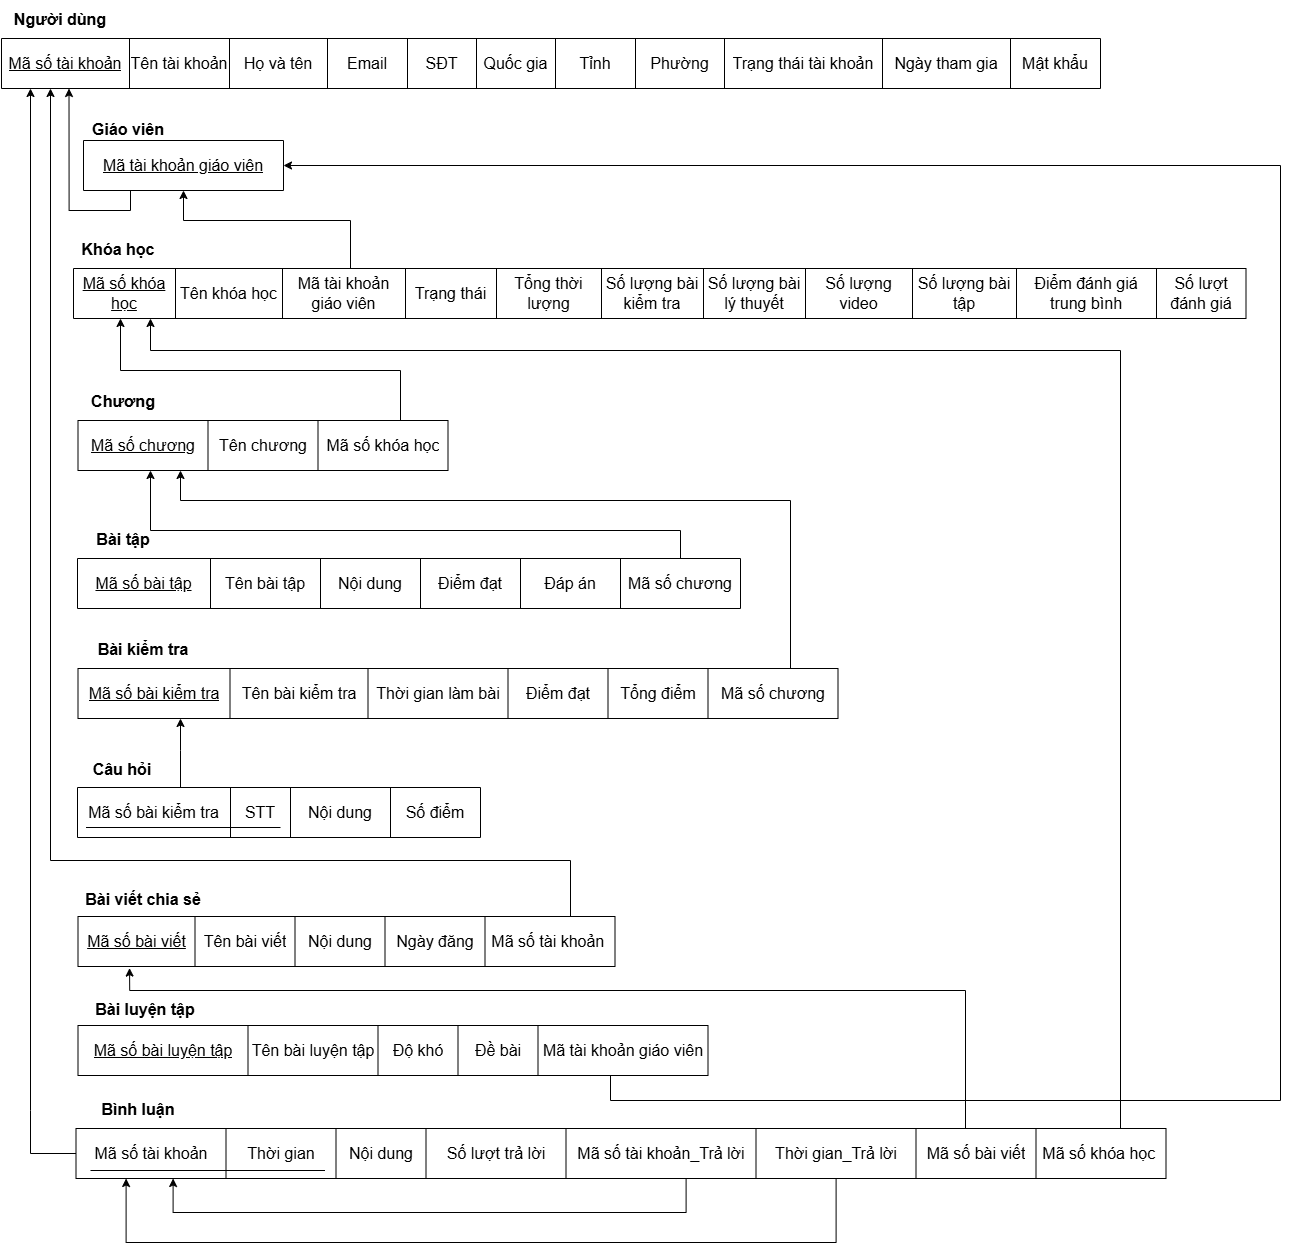 Người dùng
Mã số tài khoản Tên tài khoản Họ và tên Email SĐT Quốc gia Tỉnh Phường Trạng thái tài khoản Ngày tham gia Mật khẩu
Giáo viên
Mã tài khoản giáo viên
Khóa học
Mã số khóa học Tên khóa học Mã tài khoản giáo viên Trạng thái Tổng thời lượng Số lượng bài kiểm tra Số lượng bài lý thuyết Số lượng video Số lượng bài tập Điểm đánh giá trung bình Số lượt đánh giá
Chương
Mã số chương Tên chương Mã số khóa học
Bài tập
Mã số bài tập Tên bài tập Nội dung Điểm đạt Đáp án Mã số chương
Bài kiểm tra
Mã số bài kiểm tra Tên bài kiểm tra Thời gian làm bài Điểm đạt Tổng điểm Mã số chương
Câu hỏi
Mã số bài kiểm tra STT Nội dung Số điểm
Bài viết chia sẻ
Mã số bài viết Tên bài viết Nội dung Ngày đăng Mã số tài khoản
Bài luyện tập
Mã số bài luyện tập Tên bài luyện tập Độ khó Đề bài Mã tài khoản giáo viên
Bình luận
Mã số tài khoản Thời gian Nội dung Số lượt trả lời Mã số tài khoản_Trả lời Thời gian_Trả lời Mã số bài viết Mã số khóa học